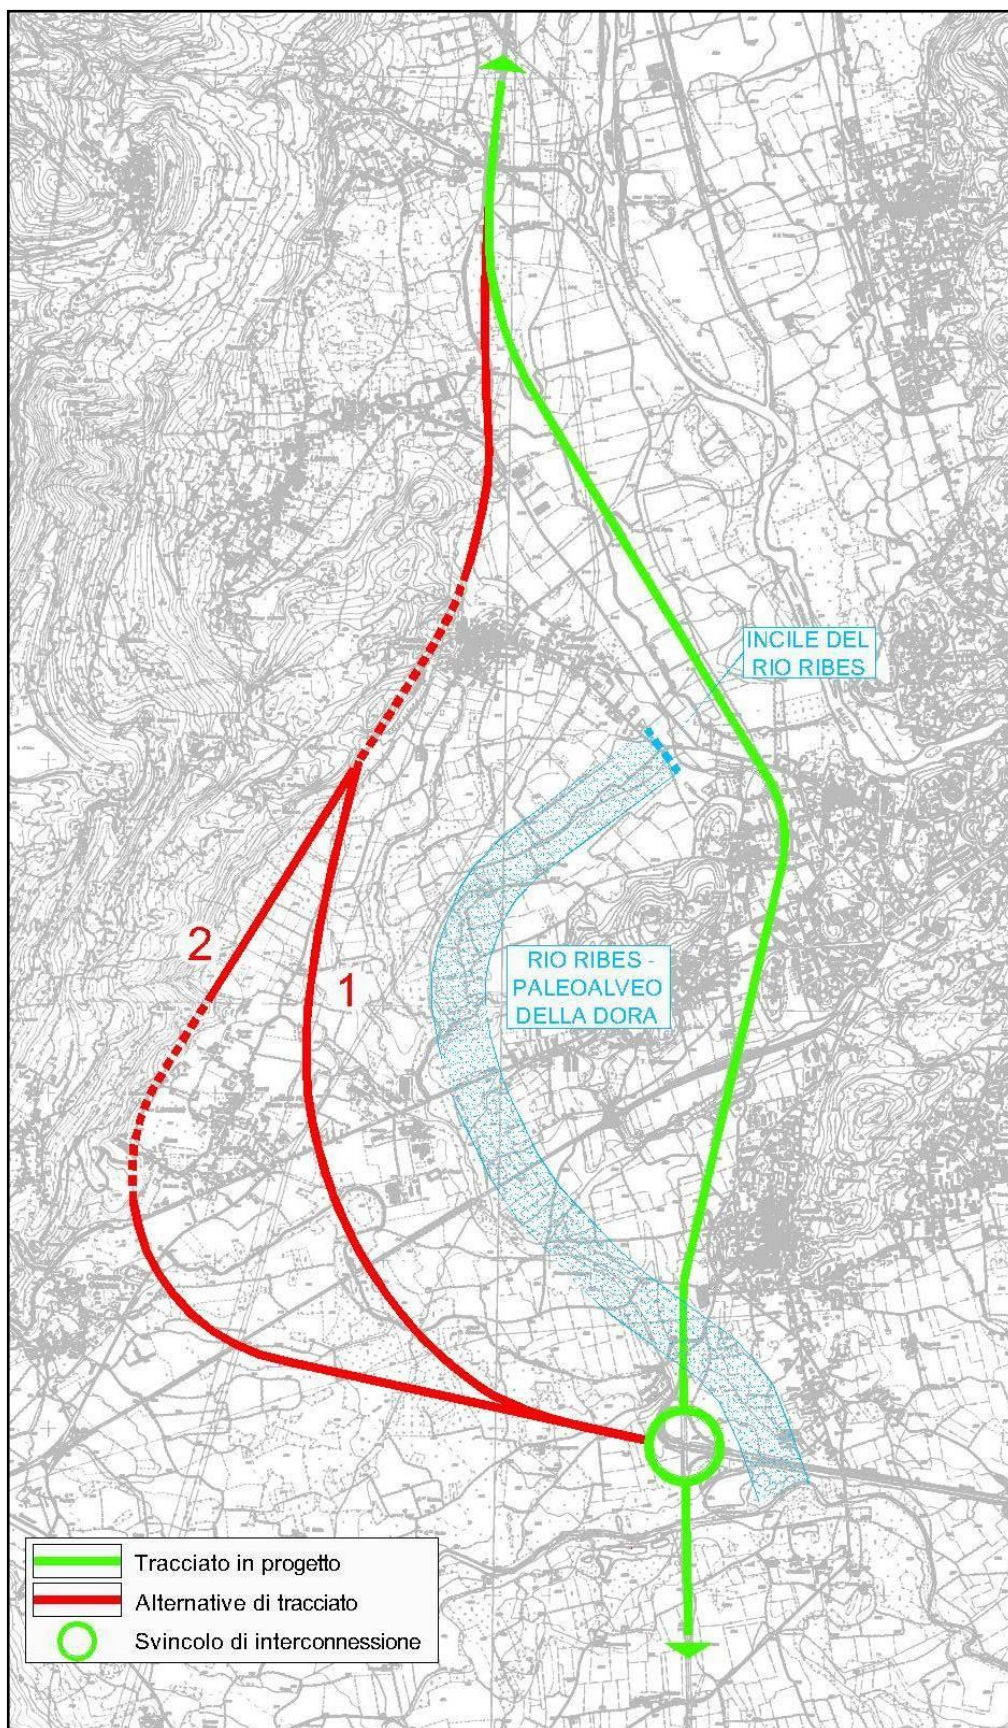 INCILE DEL
RIO RIBES
2
1
RIO RIBES -
PALEOALVEO
DELLA DORA
Tracciato in progetto
Alternative di tracciato
Svincolo di interconnessione